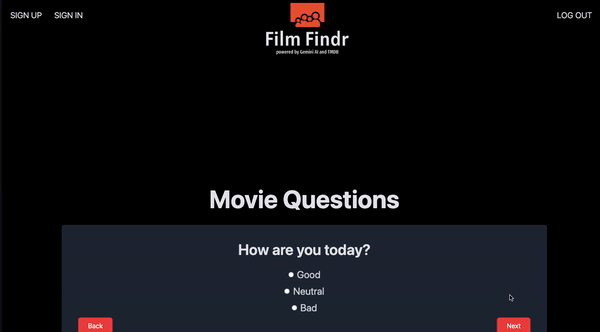 SIGN UP SIGN IN LOG OUT
Film Findr
powered by Gemini AI and TMDB
Movie Questions
How are you today?
Good
Neutral
Bad
Back Next